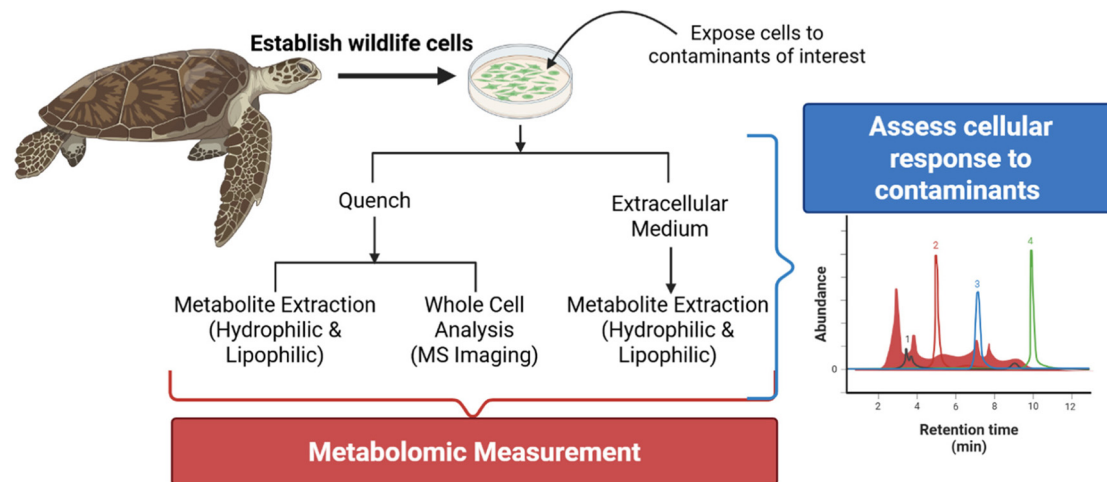 Establish wildlife cells
Expose cells to
contaminants of interest
Assess cellular
response to
contaminants
Quench
Extracellular
Medium
Metabolite Extraction
(Hydrophilic &
Lipophilic)
Whole Cell
Analysis
(MS Imaging)
Metabolite Extraction
(Hydrophilic &
Lipophilic)
Metabolomic Measurement
Abundance
0
1
2
3
4
2 4 6 8 10 12
Retention time
(min)